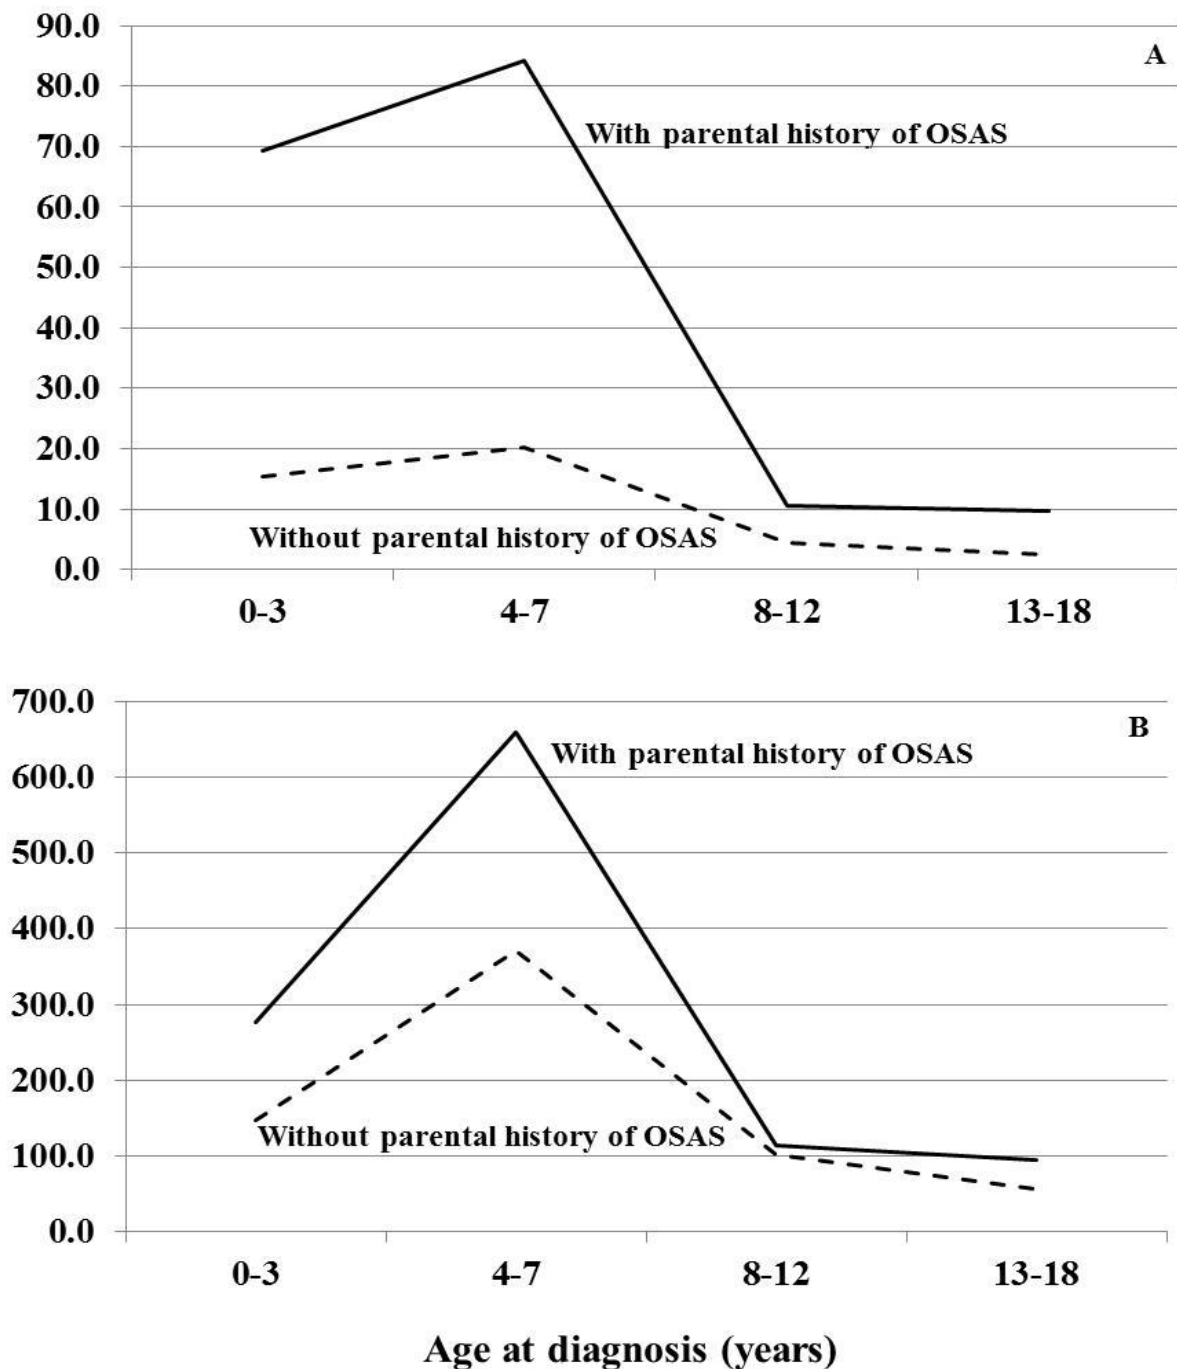 90.0
A
80.0
With parental history of OSAS
70.0
60.0
50.0
40.0
30.0
20.0
10.0
Without parental history of OSAS
0.0
0-3 4-7 8-12 13-18
700.0
B
With parental history of OSAS
600.0
500.0
400.0
300.0
200.0
Without parental history of OSAS
100.0
0.0
0-3 4-7 8-12 13-18
Age at diagnosis (years)